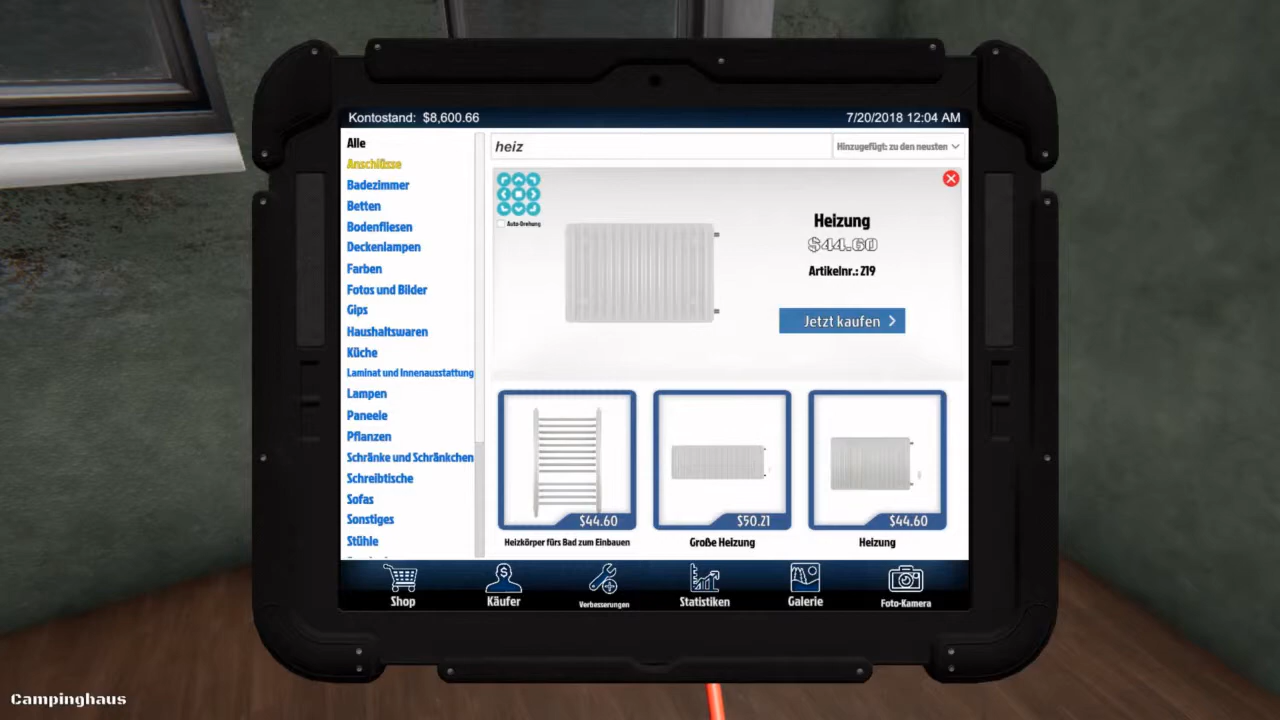 Kontostand: $8,600.66
7/20/2018 12:04 AM
Alle
Anschlüsse
Badezimmer
Betten
Bodenfliesen
Deckenlampen
Farben
Fotos und Bilder
Gips
Haushaltswaren
Küche
Laminat und Innenausstattung
Lampen
Paneele
Pflanzen
Schränke und Schränkchen
Schreibtische
Sofas
Sonstiges
Stühle
heiz
Hinzugefügt: zu den neusten
Auto-Drehung
Heizung
$44.60
Artikelnr.: Z19
Jetzt kaufen
$44.60
$50.21
$44.60
Heizkörper fürs Bad zum Einbauen
Große Heizung
Heizung
Shop
Käufer
Verbesserungen
Statistiken
Galerie
Foto-Kamera
Campinghaus